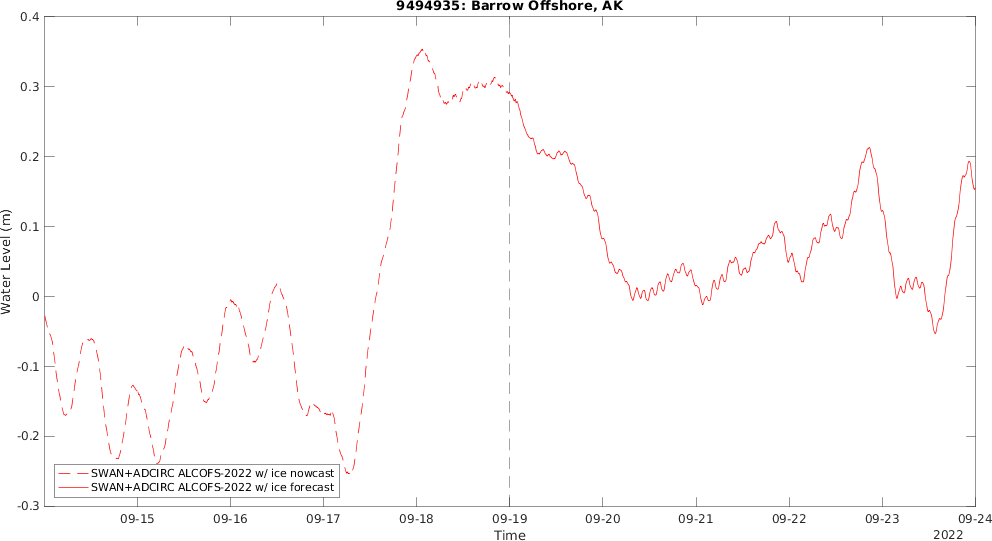 9494935: Barrow Offshore, AK
0.4
0.3
0.2
0.1
0
-0.1
-0.2
-0.3
Water Level (m)
SWAN+ADCIRC ALCOFS-2022 w/ ice nowcast
SWAN+ADCIRC ALCOFS-2022 w/ ice forecast
09-15 09-16 09-17 09-18 09-19 09-20 09-21 09-22 09-23 09-24
Time
2022